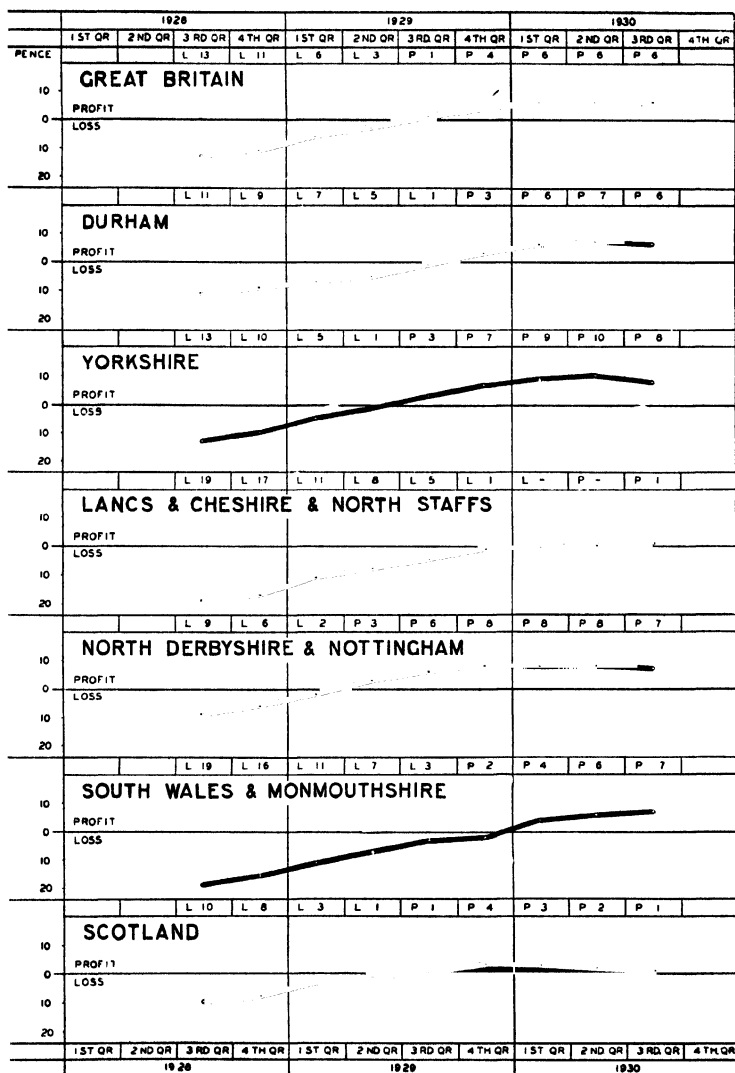 1928 1929 1930
1ST QR 2ND QR 3RD QR 4TH QR 1ST QR 2ND QR 3RD QR 4TH QR 1ST QR 2ND QR 3RD QR 4TH QR
PENCE L 13 L 11 L 6 L 3 P 1 P 4 P 6 P 6 P 6
GREAT BRITAIN
10
PROFIT
0
LOSS
10
20
L 11 L 9 L 7 L 5 L 1 P 3 P 6 P 7 P 6
DURHAM
10
PROFIT
0
LOSS
10
20
L 13 L 10 L 5 L 1 P 3 P 7 P 9 P 10 P 8
YORKSHIRE
10
PROFIT
0
LOSS
10
20
L 19 L 17 L 11 L 8 L 5 L 1 L - P - P 1
LANCS & CHESHIRE & NORTH STAFFS
10
PROFIT
0
LOSS
10
20
L 9 L 6 L 2 P 3 P 6 P 8 P 8 P 8 P 7
NORTH DERBYSHIRE & NOTTINGHAM
10
PROFIT
0
LOSS
10
20
L 19 L 16 L 11 L 7 L 3 P 2 P 4 P 6 P 7
SOUTH WALES & MONMOUTHSHIRE
10
PROFIT
0
LOSS
10
20
L 10 L 8 L 3 L 1 P 1 P 4 P 3 P 2 P 1
SCOTLAND
10
PROFIT
0
LOSS
10
20
1ST QR 2ND QR 3RD QR 4TH QR 1ST QR 2ND QR 3RD QR 4TH QR 1ST QR 2ND QR 3RD QR 4TH QR
1928 1929 1930